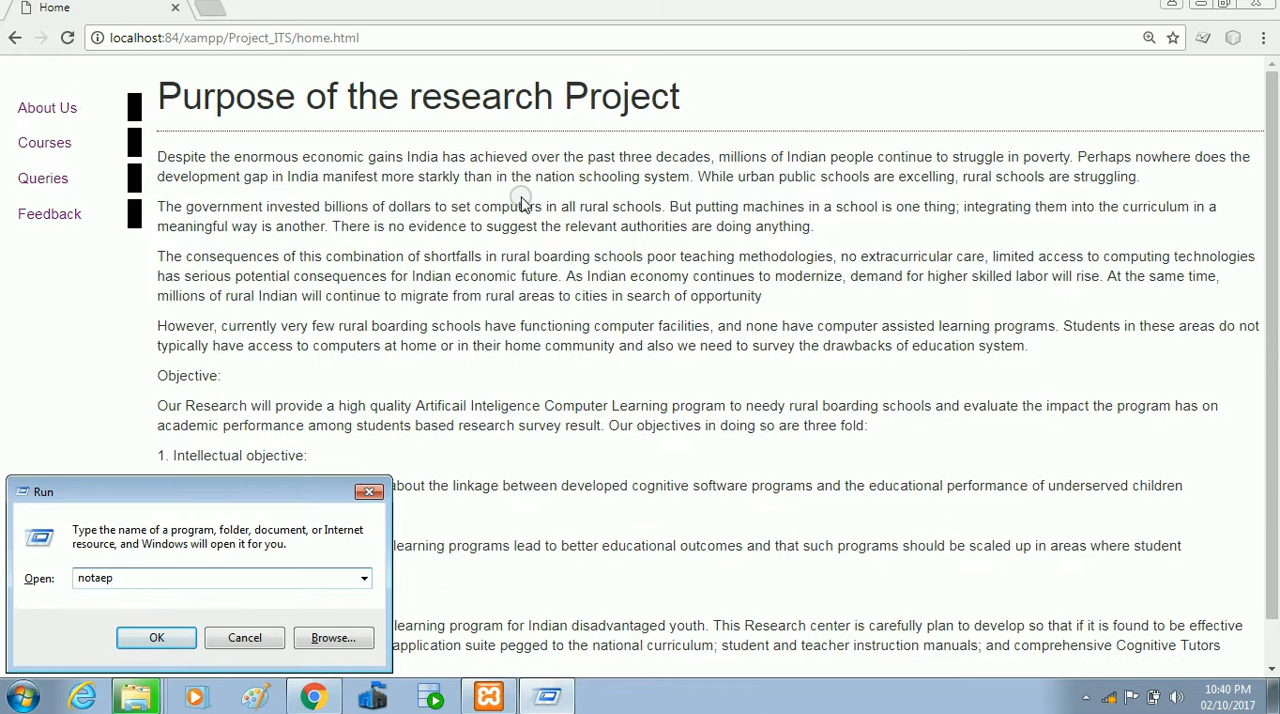 Home
localhost:84/xampp/Project_ITS/home.html
About Us
Courses
Queries
Feedback
Purpose of the research Project
Despite the enormous economic gains India has achieved over the past three decades, millions of Indian people continue to struggle in poverty. Perhaps nowhere does the
development gap in India manifest more starkly than in the nation schooling system. While urban public schools are excelling, rural schools are struggling.
The government invested billions of dollars to set computers in all rural schools. But putting machines in a school is one thing; integrating them into the curriculum in a
meaningful way is another. There is no evidence to suggest the relevant authorities are doing anything.
The consequences of this combination of shortfalls in rural boarding schools poor teaching methodologies, no extracurricular care, limited access to computing technologies
has serious potential consequences for Indian economic future. As Indian economy continues to modernize, demand for higher skilled labor will rise. At the same time,
millions of rural Indian will continue to migrate from rural areas to cities in search of opportunity
However, currently very few rural boarding schools have functioning computer facilities, and none have computer assisted learning programs. Students in these areas do not
typically have access to computers at home or in their home community and also we need to survey the drawbacks of education system.
Objective:
Our Research will provide a high quality Artificail Inteligence Computer Learning program to needy rural boarding schools and evaluate the impact the program has on
academic performance among students based research survey result. Our objectives in doing so are three fold:
1. Intellectual objective:
about the linkage between developed cognitive software programs and the educational performance of underserved children
learning programs lead to better educational outcomes and that such programs should be scaled up in areas where student
learning program for Indian disadvantaged youth. This Research center is carefully plan to develop so that if it is found to be effective
application suite pegged to the national curriculum; student and teacher instruction manuals; and comprehensive Cognitive Tutors
Run
Type the name of a program, folder, document, or Internet
resource, and Windows will open it for you.
Open: notaep
OK Cancel Browse...
10:40 PM
02/10/2017